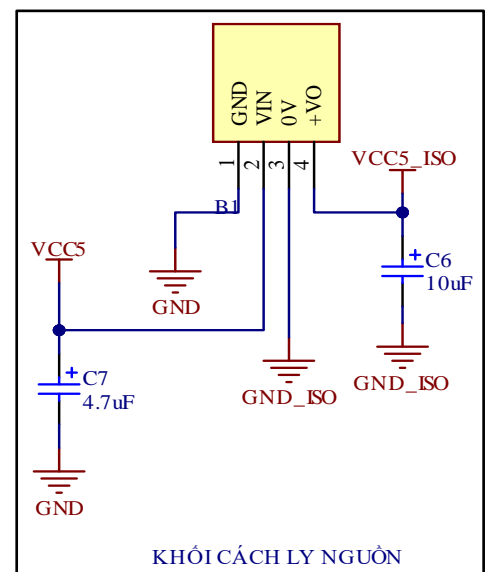 GND
VIN
0V
+VO
1
2
3
4
B1
VCC5_ISO
VCC5
+
C6
10uF
GND
GND_ISO
GND_ISO
+
C7
4.7uF
GND
KHỐI CÁCH LY NGUỒN